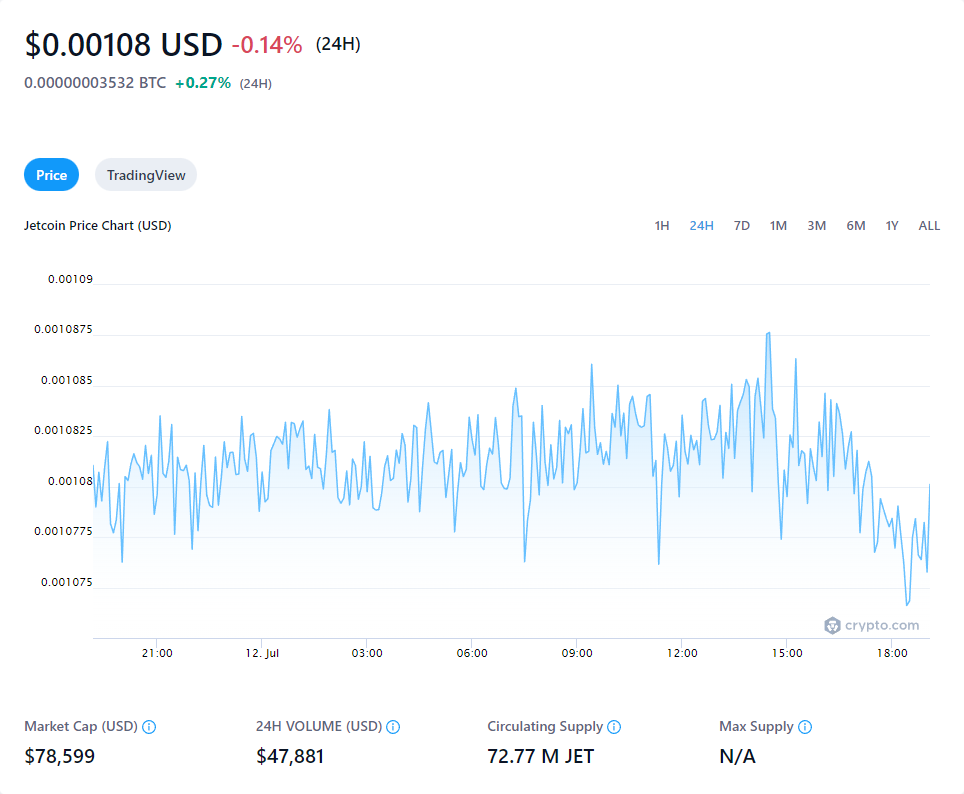 $0.00108 USD -0.14% (24H)
0.00000003532 BTC +0.27% (24H)
Price TradingView
Jetcoin Price Chart (USD) 1H 24H 7D 1M 3M 6M 1Y ALL
0.00109
0.0010875
0.001085
0.0010825
0.00108
0.0010775
0.001075
crypto.com
21:00 12. Jul 03:00 06:00 09:00 12:00 15:00 18:00
Market Cap (USD) 24H VOLUME (USD) Circulating Supply Max Supply
$78,599 $47,881 72.77 M JET N/A